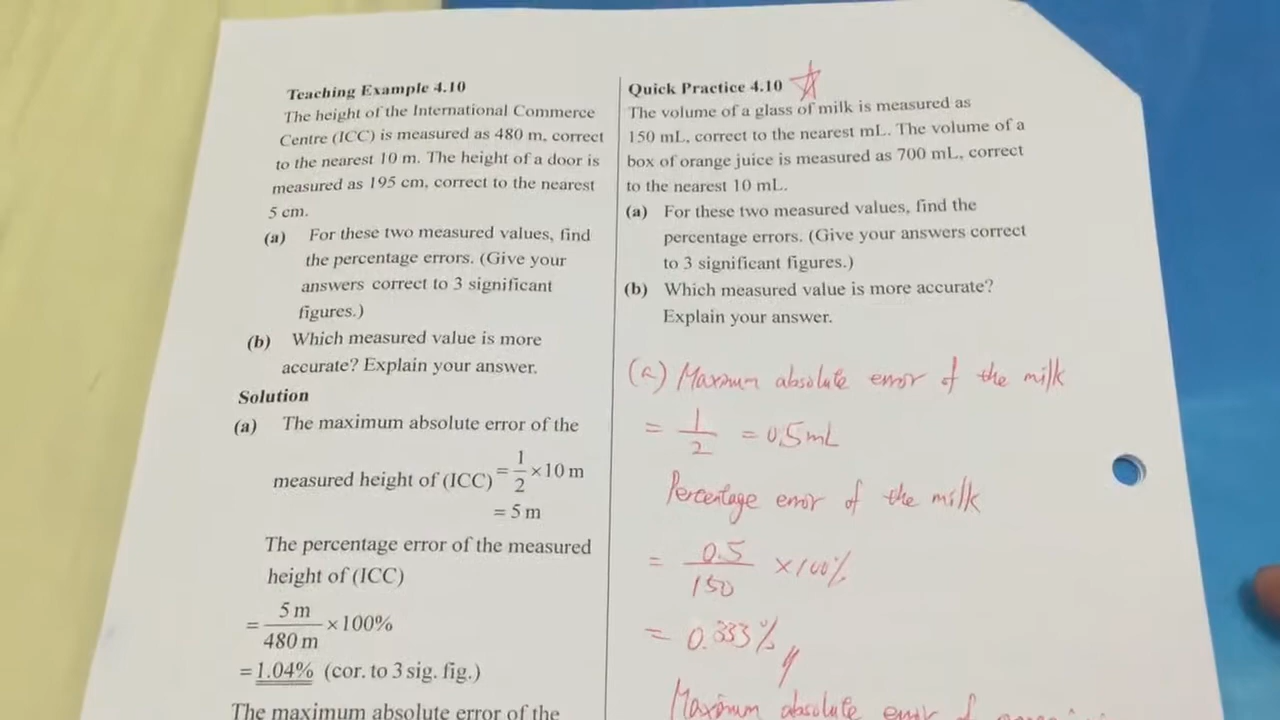 Teaching Example 4.10
The height of the International Commerce
Centre (ICC) is measured as 480 m, correct
to the nearest 10 m. The height of a door is
measured as 195 cm, correct to the nearest
5 cm.
(a) For these two measured values, find
the percentage errors. (Give your
answers correct to 3 significant
figures.)
(b) Which measured value is more
accurate? Explain your answer.
Solution
(a) The maximum absolute error of the
measured height of (ICC) = 1/2 × 10 m
= 5 m
The percentage error of the measured
height of (ICC)
= 5 m / 480 m × 100%
= 1.04% (cor. to 3 sig. fig.)
The maximum absolute error of the
Quick Practice 4.10
The volume of a glass of milk is measured as
150 mL, correct to the nearest mL. The volume of a
box of orange juice is measured as 700 mL, correct
to the nearest 10 mL.
(a) For these two measured values, find the
percentage errors. (Give your answers correct
to 3 significant figures.)
(b) Which measured value is more accurate?
Explain your answer.
(a) Maximum absolute error of the milk
= 1/2 = 0.5 mL
Percentage error of the milk
= 0.5 / 150 × 100%
= 0.333%
Maximum absolute error of